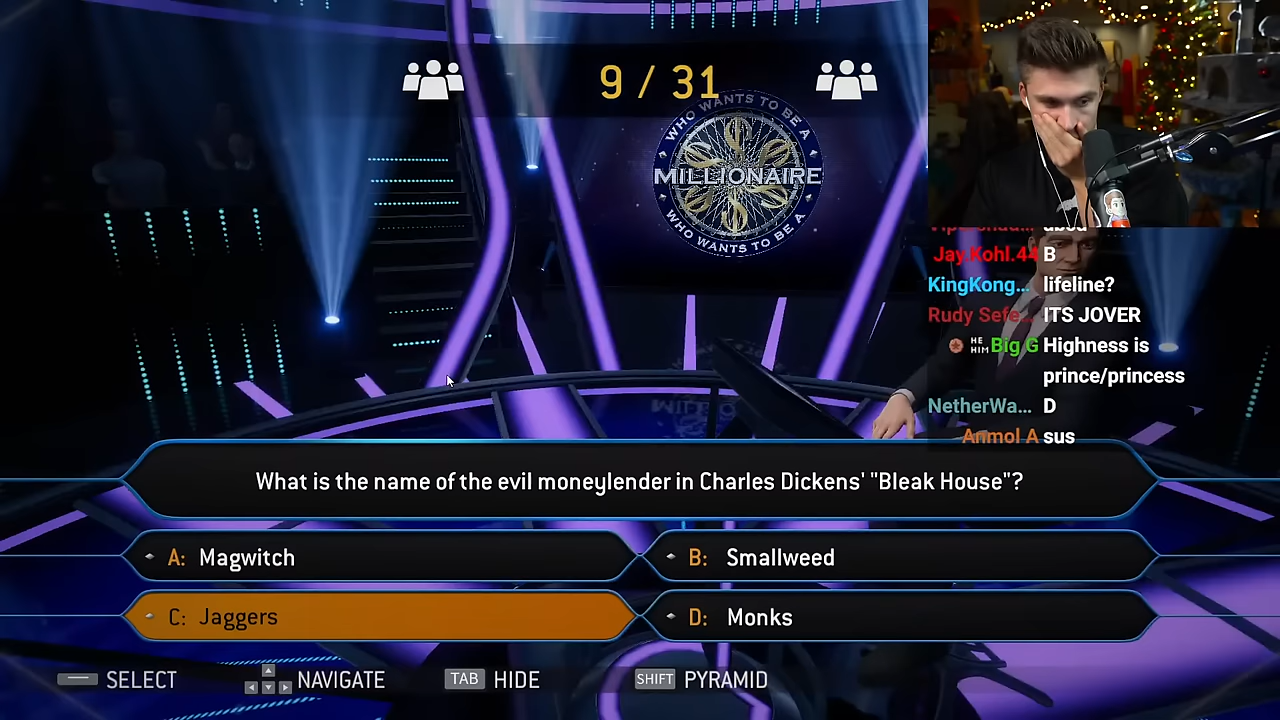 9 / 31
WHO WANTS TO BE A
MILLIONAIRE
WHO WANTS TO BE A
Jay.Kohl.44 B
KingKong... lifeline?
Rudy Sefe... ITS JOVER
HE HIM Big G Highness is
prince/princess
NetherWa... D
Anmol A sus
What is the name of the evil moneylender in Charles Dickens' "Bleak House"?
A: Magwitch
B: Smallweed
C: Jaggers
D: Monks
SELECT
NAVIGATE
TAB HIDE
SHIFT PYRAMID